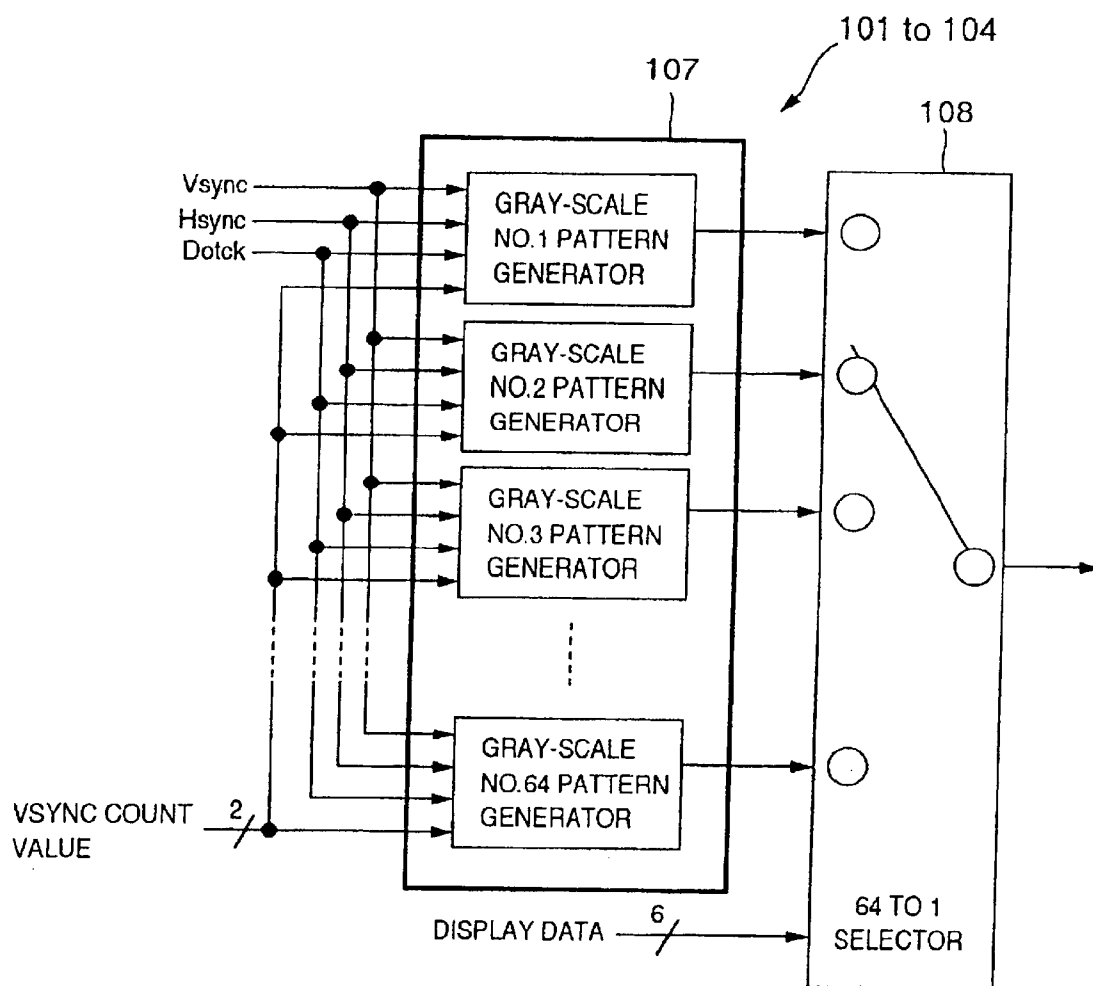 101 to 104
107
108
Vsync
Hsync
Dotck
GRAY-SCALE
NO.1 PATTERN
GENERATOR
GRAY-SCALE
NO.2 PATTERN
GENERATOR
GRAY-SCALE
NO.3 PATTERN
GENERATOR
GRAY-SCALE
NO.64 PATTERN
GENERATOR
VSYNC COUNT
VALUE
2
DISPLAY DATA
6
64 TO 1
SELECTOR